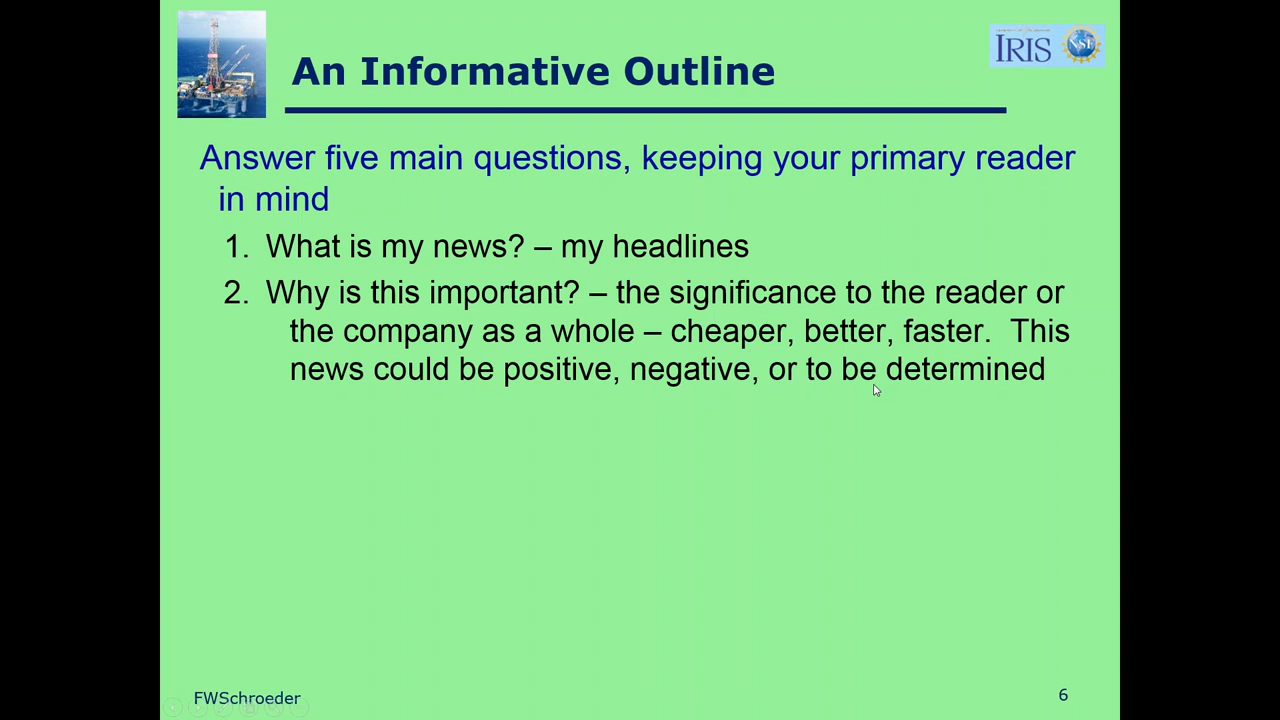 An Informative Outline
IRIS
NSF
Answer five main questions, keeping your primary reader
in mind
1. What is my news? – my headlines
2. Why is this important? – the significance to the reader or
the company as a whole – cheaper, better, faster. This
news could be positive, negative, or to be determined
FWSchroeder
6